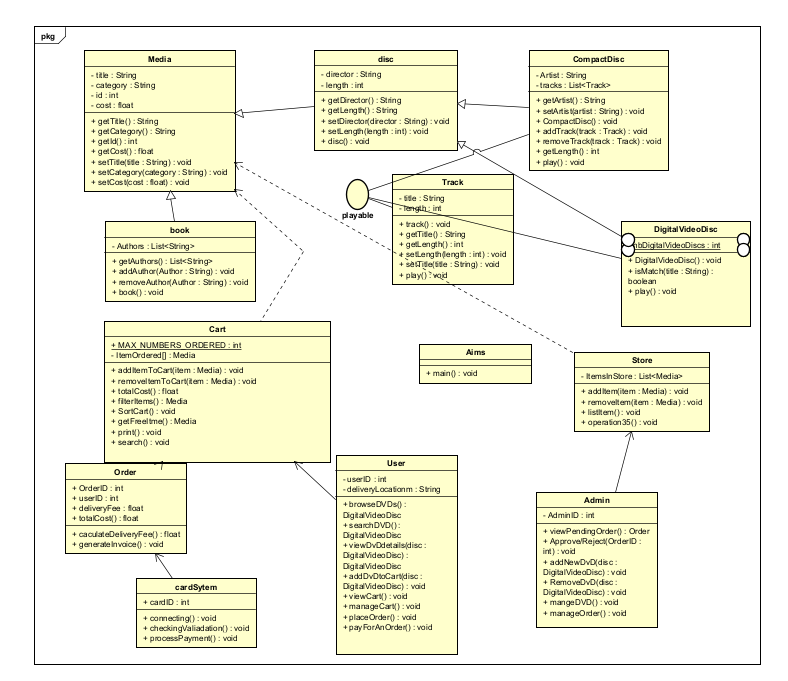 pkg
Media
- title : String
- category : String
- id : int
- cost : float
+ getTitle() : String
+ getCategory() : String
+ getId() : int
+ getCost() : float
+ setTitle(title : String) : void
+ setCategory(category : String) : void
+ setCost(cost : float) : void
disc
- director : String
- length : int
+ getDirector() : String
+ getLength() : String
+ setDirector(director : String) : void
+ setLength(length : int) : void
+ disc() : void
CompactDisc
- Artist : String
- tracks : List<Track>
+ getArtist() : String
+ setArtist(artist : String) : void
+ CompactDisc() : void
+ addTrack(track : Track) : void
+ removeTrack(track : Track) : void
+ getLength() : int
+ play() : void
playable
Track
- title : String
- length : int
+ track() : void
+ getTitle() : String
+ getLength() : int
+ setLength(length : int) : void
+ setTitle(title : String) : void
+ play() : void
book
- Authors : List<String>
+ getAuthors() : List<String>
+ addAuthor(Author : String) : void
+ removeAuthor(Author : String) : void
+ book() : void
DigitalVideoDisc
nbDigitalVideoDiscs : int
+ DigitalVideoDisc() : void
+ isMatch(title : String) :
boolean
+ play() : void
Cart
+ MAX_NUMBERS_ORDERED : int
- ItemOrdered[] : Media
+ addItemToCart(item : Media) : void
+ removeItemToCart(item : Media) : void
+ totalCost() : float
+ filterItems() : Media
+ SortCart() : void
+ getFreeItme() : Media
+ print() : void
+ search() : void
Aims
+ main() : void
Store
- ItemsInStore : List<Media>
+ addItem(item : Media) : void
+ removeItem(item : Media) : void
+ listItem() : void
+ operation35() : void
Order
+ OrderID : int
+ userID : int
+ deliveryFee : float
+ totalCost() : float
+ caculateDeliveryFee() : float
+ generateInvoice() : void
User
- userID : int
- deliveryLocationm : String
+ browseDVDs() :
DigitalVideoDisc
+ searchDVD() :
DigitalVideoDisc
+ viewDvDdetails(disc :
DigitalVideoDisc) :
DigitalVideoDisc
+ addDvDtoCart(disc :
DigitalVideoDisc) : void
+ viewCart() : void
+ manageCart() : void
+ placeOrder() : void
+ payForAnOrder() : void
Admin
- AdminID : int
+ viewPendingOrder() : Order
+ Approve/Reject(OrderID :
int) : void
+ addNewDvD(disc :
DigitalVideoDisc) : void
+ RemoveDvD(disc :
DigitalVideoDisc) : void
+ mangeDVD() : void
+ manageOrder() : void
cardSytem
+ cardID : int
+ connecting() : void
+ checkingValiadation() : void
+ processPayment() : void